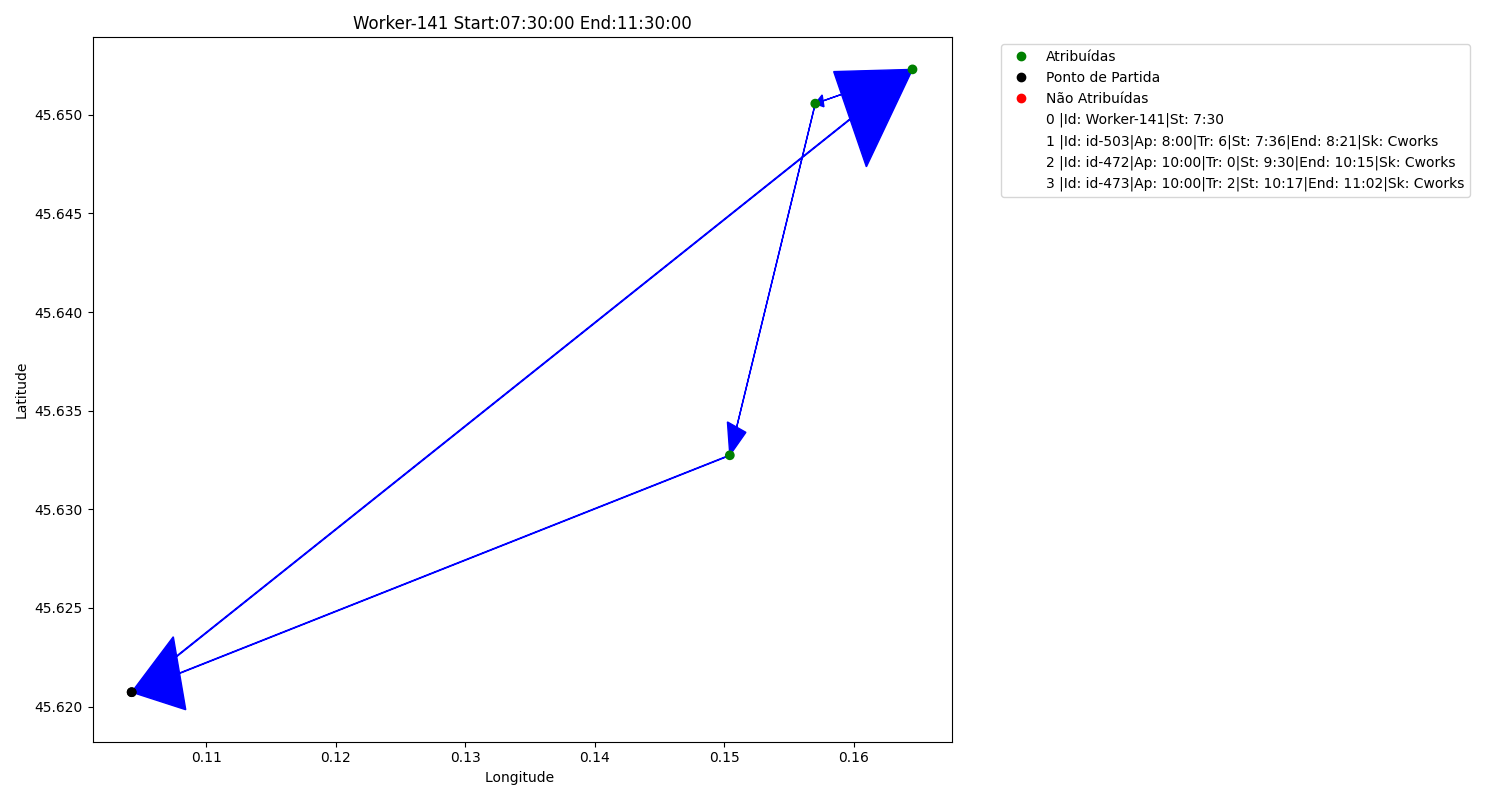 Worker-141 Start:07:30:00 End:11:30:00
Atribuídas
Ponto de Partida
Não Atribuídas
0 |Id: Worker-141|St: 7:30
1 |Id: id-503|Ap: 8:00|Tr: 6|St: 7:36|End: 8:21|Sk: Cworks
2 |Id: id-472|Ap: 10:00|Tr: 0|St: 9:30|End: 10:15|Sk: Cworks
3 |Id: id-473|Ap: 10:00|Tr: 2|St: 10:17|End: 11:02|Sk: Cworks
Latitude
45.650
45.645
45.640
45.635
45.630
45.625
45.620
0.11 0.12 0.13 0.14 0.15 0.16
Longitude